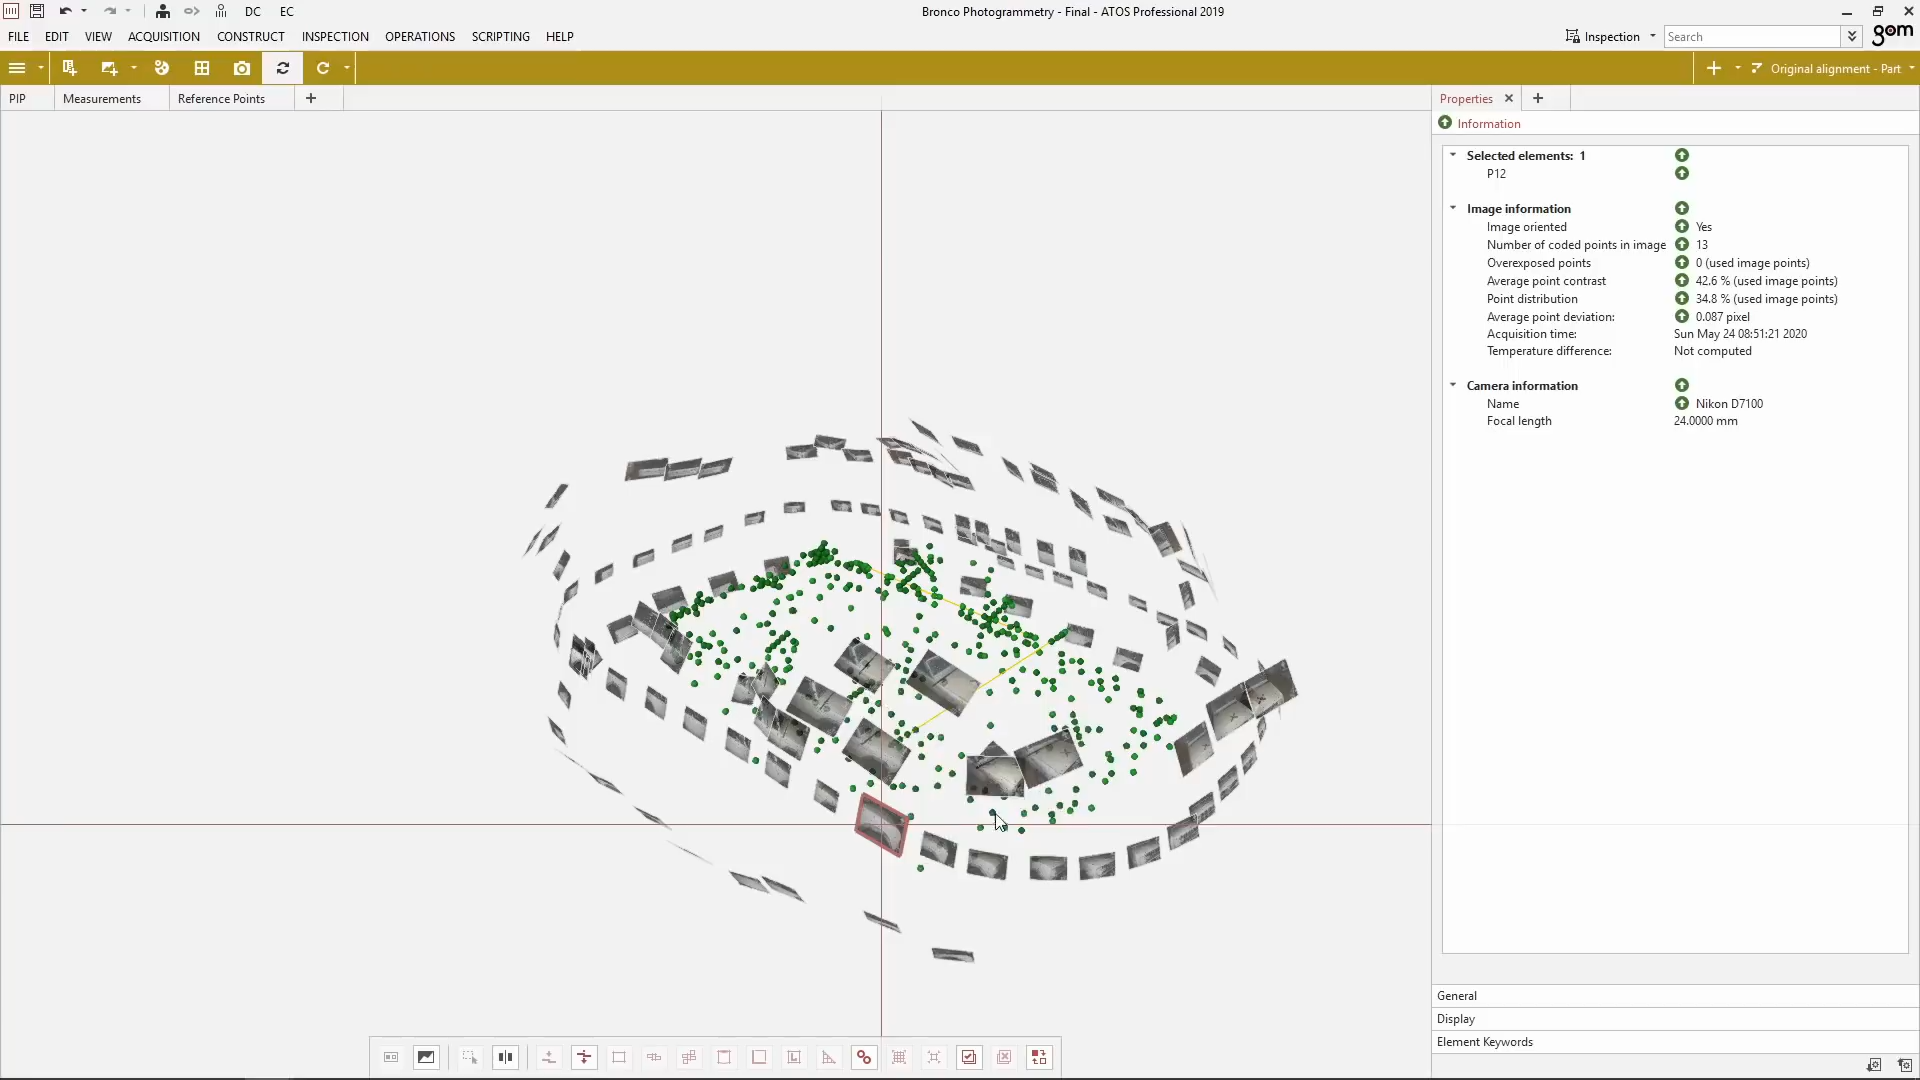 DC EC
Bronco Photogrammetry - Final - ATOS Professional 2019
FILE EDIT VIEW ACQUISITION CONSTRUCT INSPECTION OPERATIONS SCRIPTING HELP
Inspection
Search
gom
Original alignment - Part
PIP Measurements Reference Points
Properties
Information
Selected elements: 1
P12
Image information
Image oriented Yes
Number of coded points in image 13
Overexposed points 0 (used image points)
Average point contrast 42.6 % (used image points)
Point distribution 34.8 % (used image points)
Average point deviation: 0.087 pixel
Acquisition time: Sun May 24 08:51:21 2020
Temperature difference: Not computed
Camera information
Name Nikon D7100
Focal length 24.0000 mm
General
Display
Element Keywords